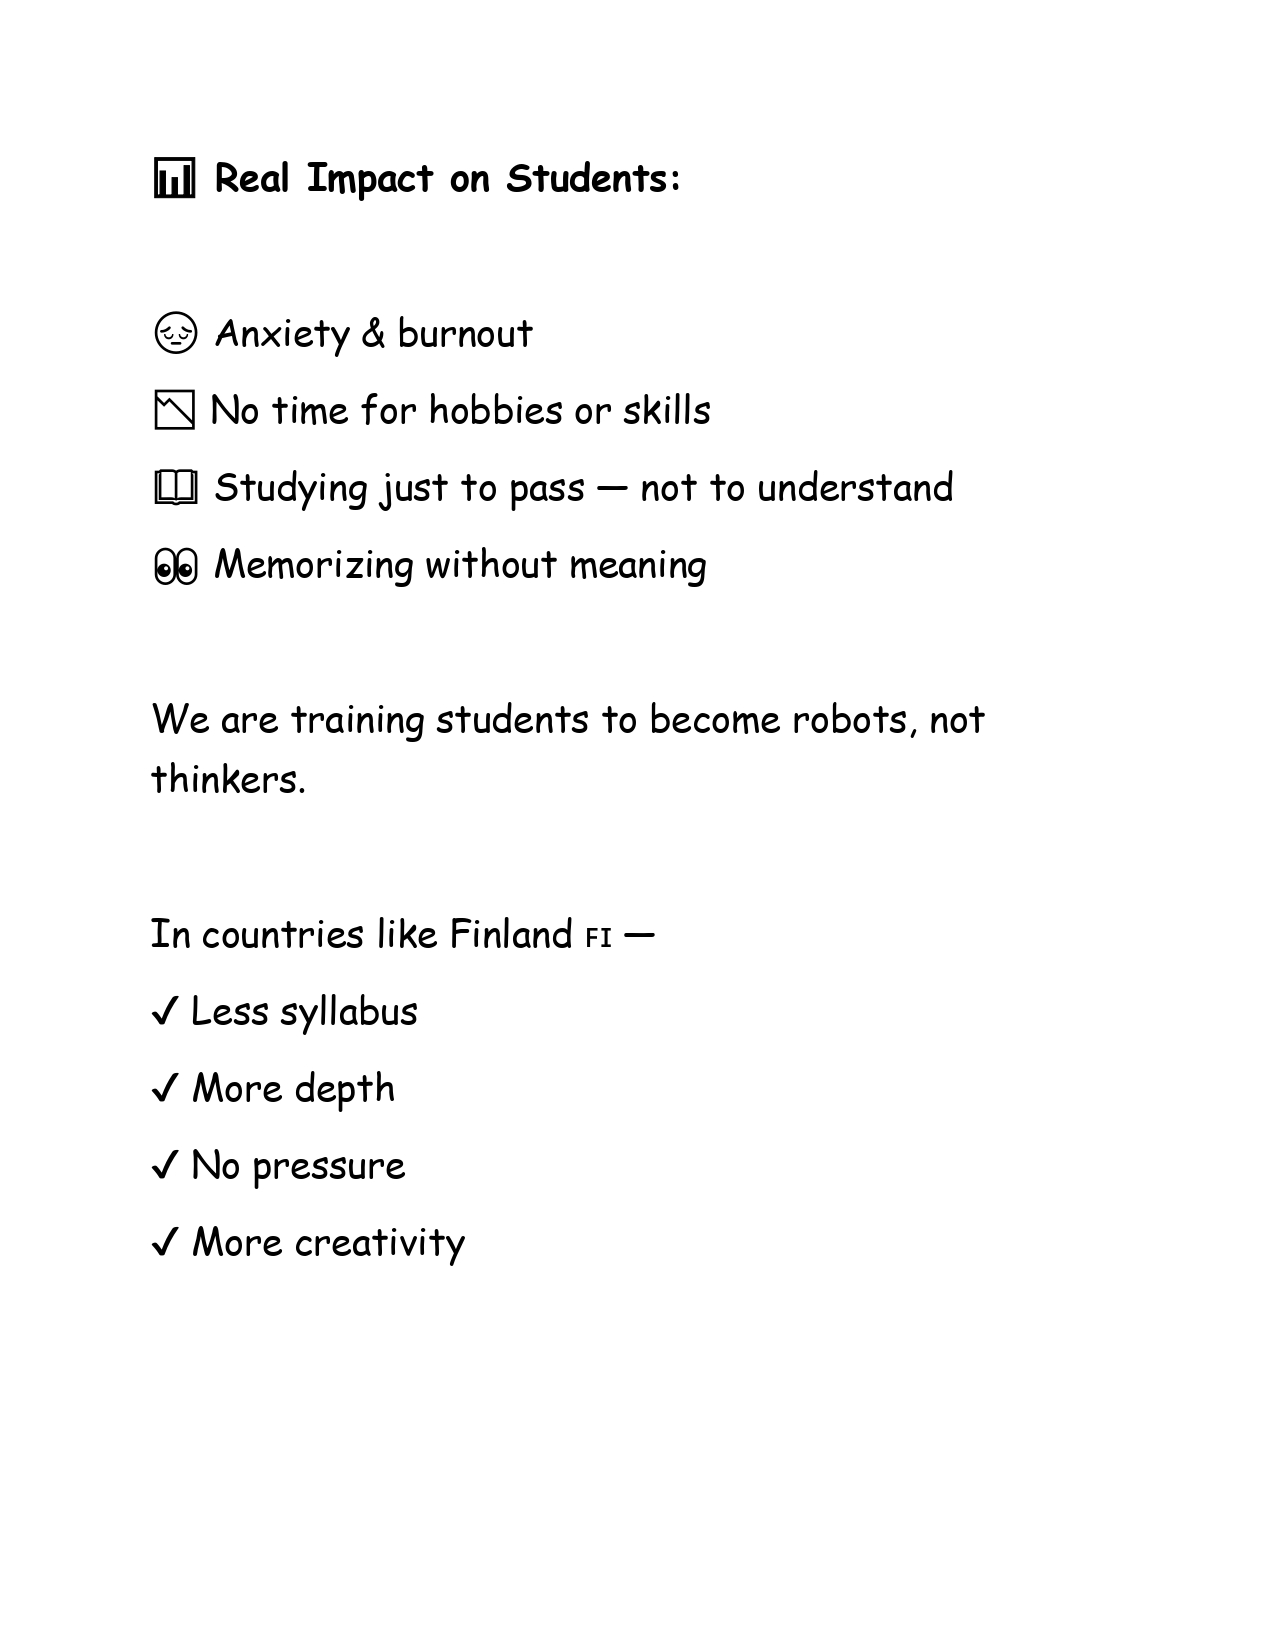 📊 Real Impact on Students:
😔 Anxiety & burnout
📉 No time for hobbies or skills
📖 Studying just to pass — not to understand
👀 Memorizing without meaning
We are training students to become robots, not
thinkers.
In countries like Finland FI —
✔ Less syllabus
✔ More depth
✔ No pressure
✔ More creativity